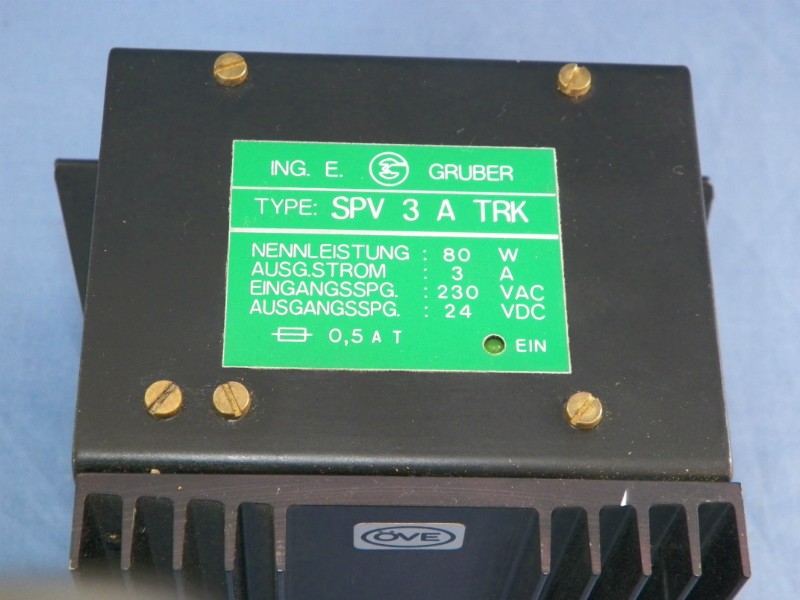 ING. E. GRUBER
TYPE: SPV 3 A TRK
NENNLEISTUNG : 80 W
AUSG.STROM : 3 A
EINGANGSSPG. : 230 VAC
AUSGANGSSPG. : 24 VDC
0,5 A T EIN
ÖVE